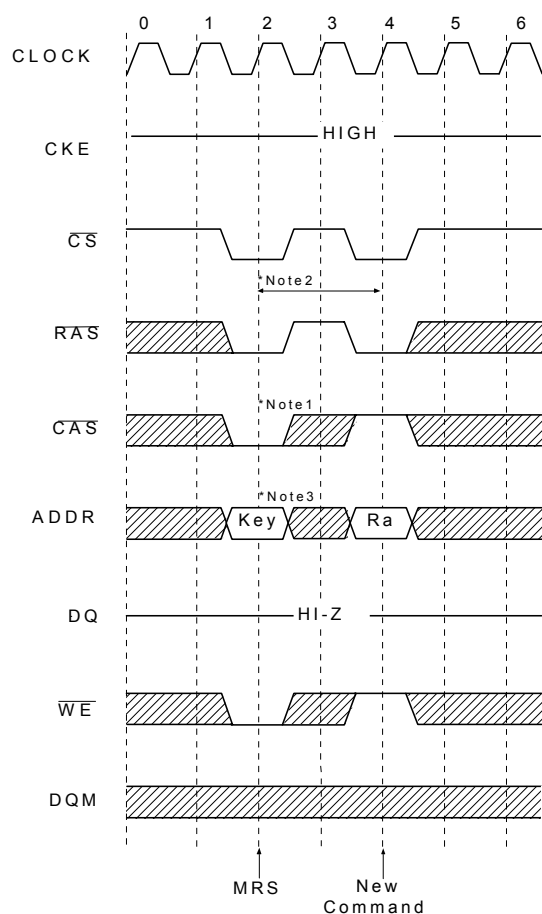 0 1 2 3 4 5 6
CLOCK
HIGH
CKE
CS
*Note2
RAS
*Note1
CAS
*Note3
ADDR
Key
Ra
DQ
HI-Z
WE
DQM
MRS
New
Command